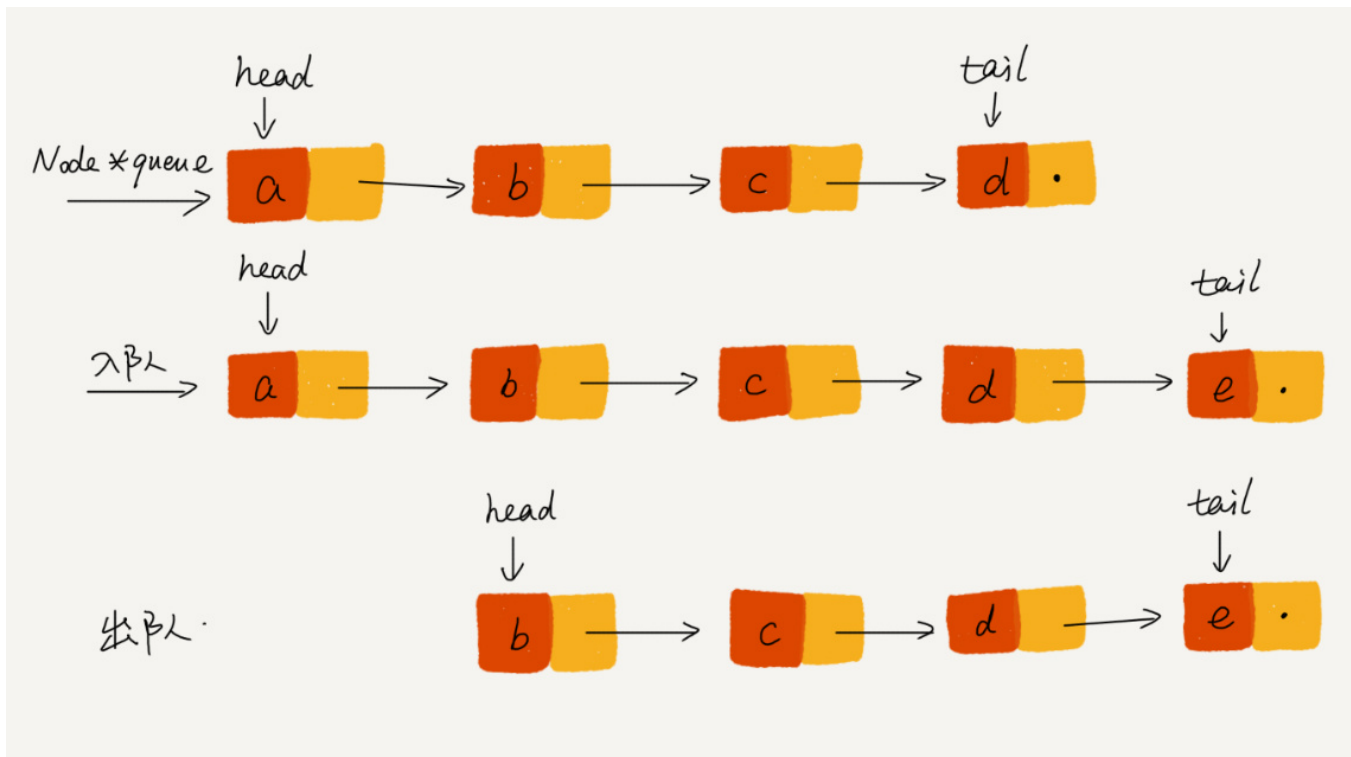 head tail
Node *queue
a b c d
head
tail
入队
a b c d e
head tail
出队
b c d e